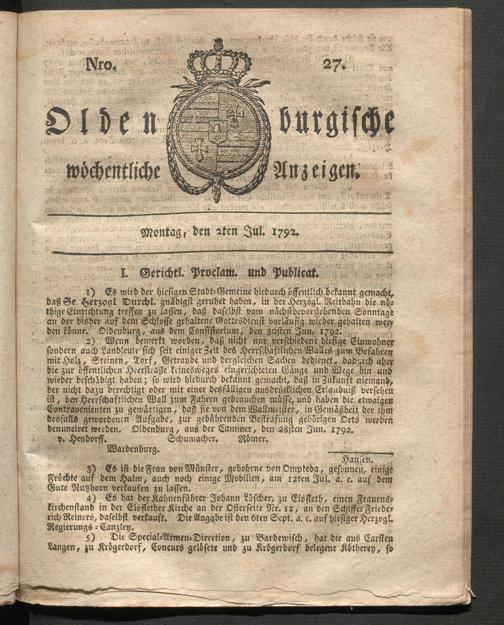 Nro. 27.
Oldenburgische
wöchentliche Anzeigen.
Montag, den 2ten Jul. 1792.
I. Gerichtl. Proclam. und Publicat.
1) Es wird der hiesigen Stadt-Gemeine hiedurch öffentlich bekannt gemacht,
daß Se. Herzogl. Durchl. gnädigst geruhet haben, in der Herzogl. Reitbahn die nö-
thige Einrichtung treffen zu lassen, daß daselbst vom nächstbevorstehenden Sonntage
an der bisher auf dem Schlosse gehaltene Gottesdienst vorläufig wieder gehalten wer-
den könne. Oldenburg, aus dem Consistorium, den 30sten Jun. 1792.
2) Wenn bemerkt worden, daß nicht nur verschiedene hiesige Einwohner
sondern auch Landleute sich seit einiger Zeit des Herrschaftlichen Walles zum Befahren
mit Holz, Steinen, Torf, Getraide und dergleichen Sachen bedienet, dadurch aber
die zur öffentlichen Heerstraße keinesweges eingerichteten Gänge und Wege hin und
wieder beschädigt haben; so wird hiedurch bekannt gemacht, daß in Zukunft niemand,
der nicht dazu berechtigt oder mit einer desfälligen ausdrücklichen Erlaubniß versehen
ist, den Herrschaftlichen Wall zum Fahren gebrauchen müsse, und haben die etwaigen
Contravenienten zu gewärtigen, daß sie von dem Wallmeister, in Gemäßheit der ihm
desfalls gewordenen Aufgabe, zur gebührenden Bestrafung gehörigen Orts werden
denunciret werden. Oldenburg, aus der Cammer, den 28sten Jun. 1792.
v. Hendorff. Schumacher. Römer.
Wardenburg.
Hansen.
3) Es ist die Frau von Münster, gebohrne von Ompteda, gesonnen, einige
Früchte auf dem Halm, auch noch einige Mobilien, am 12ten Jul. a. c. auf dem
Gute Nutzhorn verkaufen zu lassen.
4) Es hat der Kahnenführer Johann Löscher, zu Elsfleth, einen Frauens-
kirchenstand in der Elsflether Kirche an der Osterseite Nr. 12, an den Schiffer Friede-
rich Reiners, daselbst verkauft. Die Angabe ist den 6ten Sept. a. c. auf hiesiger Herzogl.
Regierungs-Canzley.
5) Die Special-Armen-Direction, zu Bardewisch, hat die aus Carsten
Langen, zu Krögerdorf, Concurs gelösete und zu Krögerdorf belegene Kötherey, so